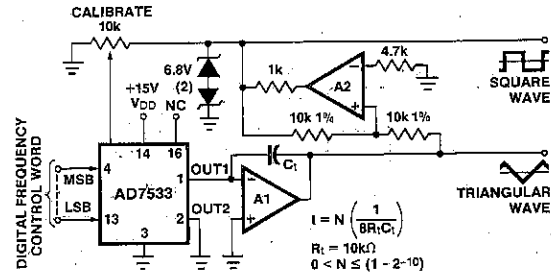 CALIBRATE
10k
6.8V
(2)
+15V
VDD
NC
1k
A2
4.7k
SQUARE
WAVE
10k 1%
10k 1%
14
16
OUT1
Ct
DIGITAL FREQUENCY
CONTROL WORD
MSB
4
AD7533
1
LSB
13
2
OUT2
3
A1
TRIANGULAR
WAVE
f = N (1/8RtCt)
Rt = 10kΩ
0 < N ≤ (1 - 2^-10)